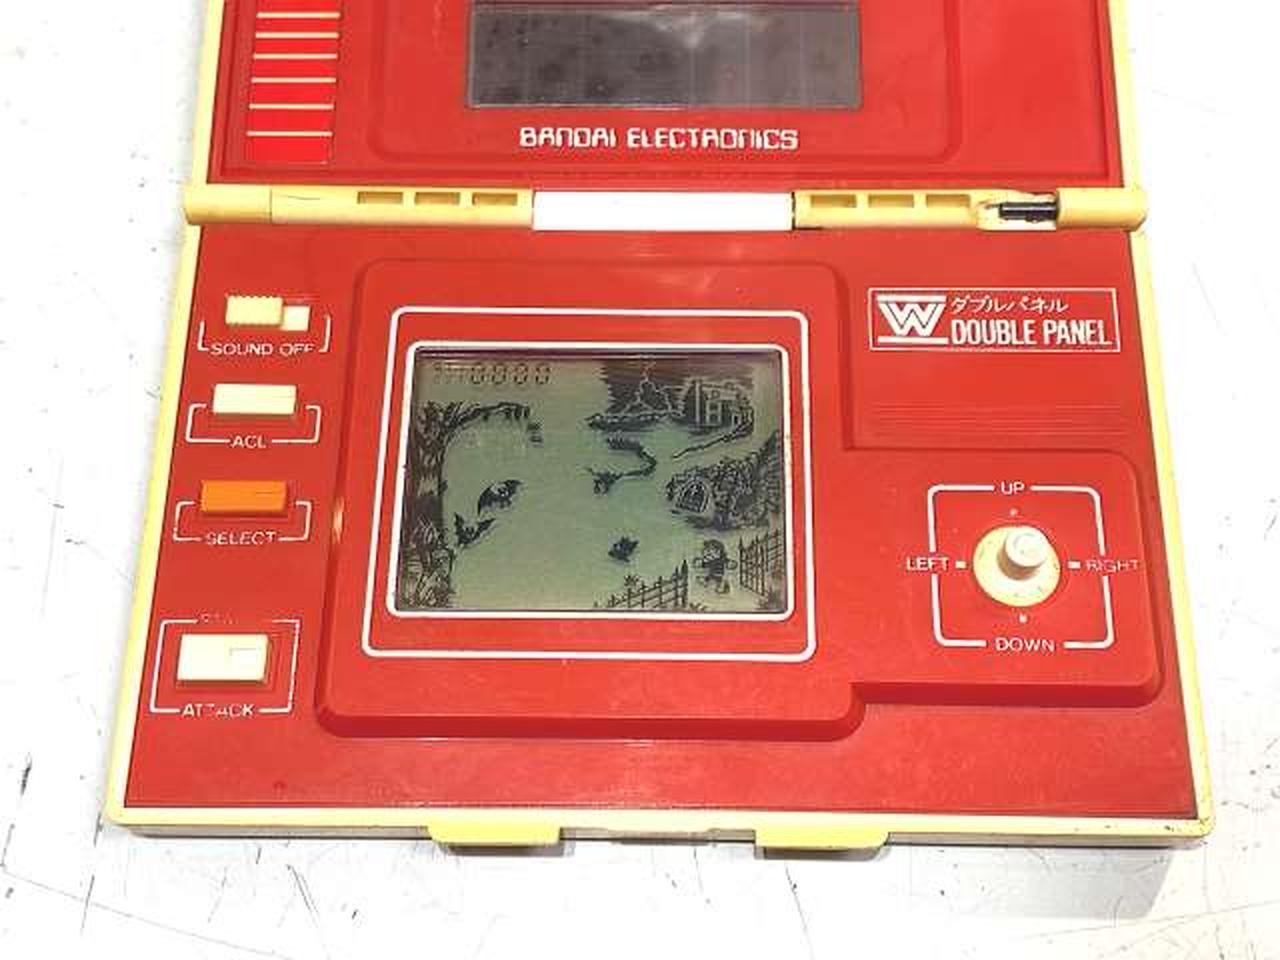 BANDAI ELECTRONICS
W ダブルパネル
DOUBLE PANEL
SOUND OFF
ACL
SELECT
ATTACK
UP
LEFT
RIGHT
DOWN
0000